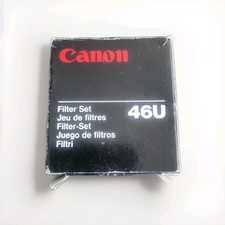 Canon
Filter Set
Jeu de filtres
Filter-Set
Juego de filtros
Filtri
46U